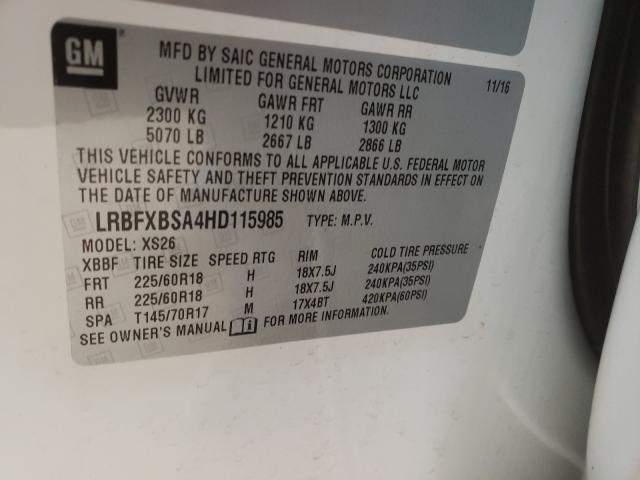 GM
MFD BY SAIC GENERAL MOTORS CORPORATION
LIMITED FOR GENERAL MOTORS LLC
11/16
GVWR GAWR FRT GAWR RR
2300 KG 1210 KG 1300 KG
5070 LB 2667 LB 2866 LB
THIS VEHICLE CONFORMS TO ALL APPLICABLE U.S. FEDERAL MOTOR
VEHICLE SAFETY AND THEFT PREVENTION STANDARDS IN EFFECT ON
THE DATE OF MANUFACTURE SHOWN ABOVE.
LRBFXBSA4HD115985 TYPE: M.P.V.
MODEL: XS26
XBBF TIRE SIZE SPEED RTG RIM COLD TIRE PRESSURE
FRT 225/60R18 H 18X7.5J 240KPA(35PSI)
RR 225/60R18 H 18X7.5J 240KPA(35PSI)
SPA T145/70R17 M 17X4BT 420KPA(60PSI)
SEE OWNER'S MANUAL i FOR MORE INFORMATION.